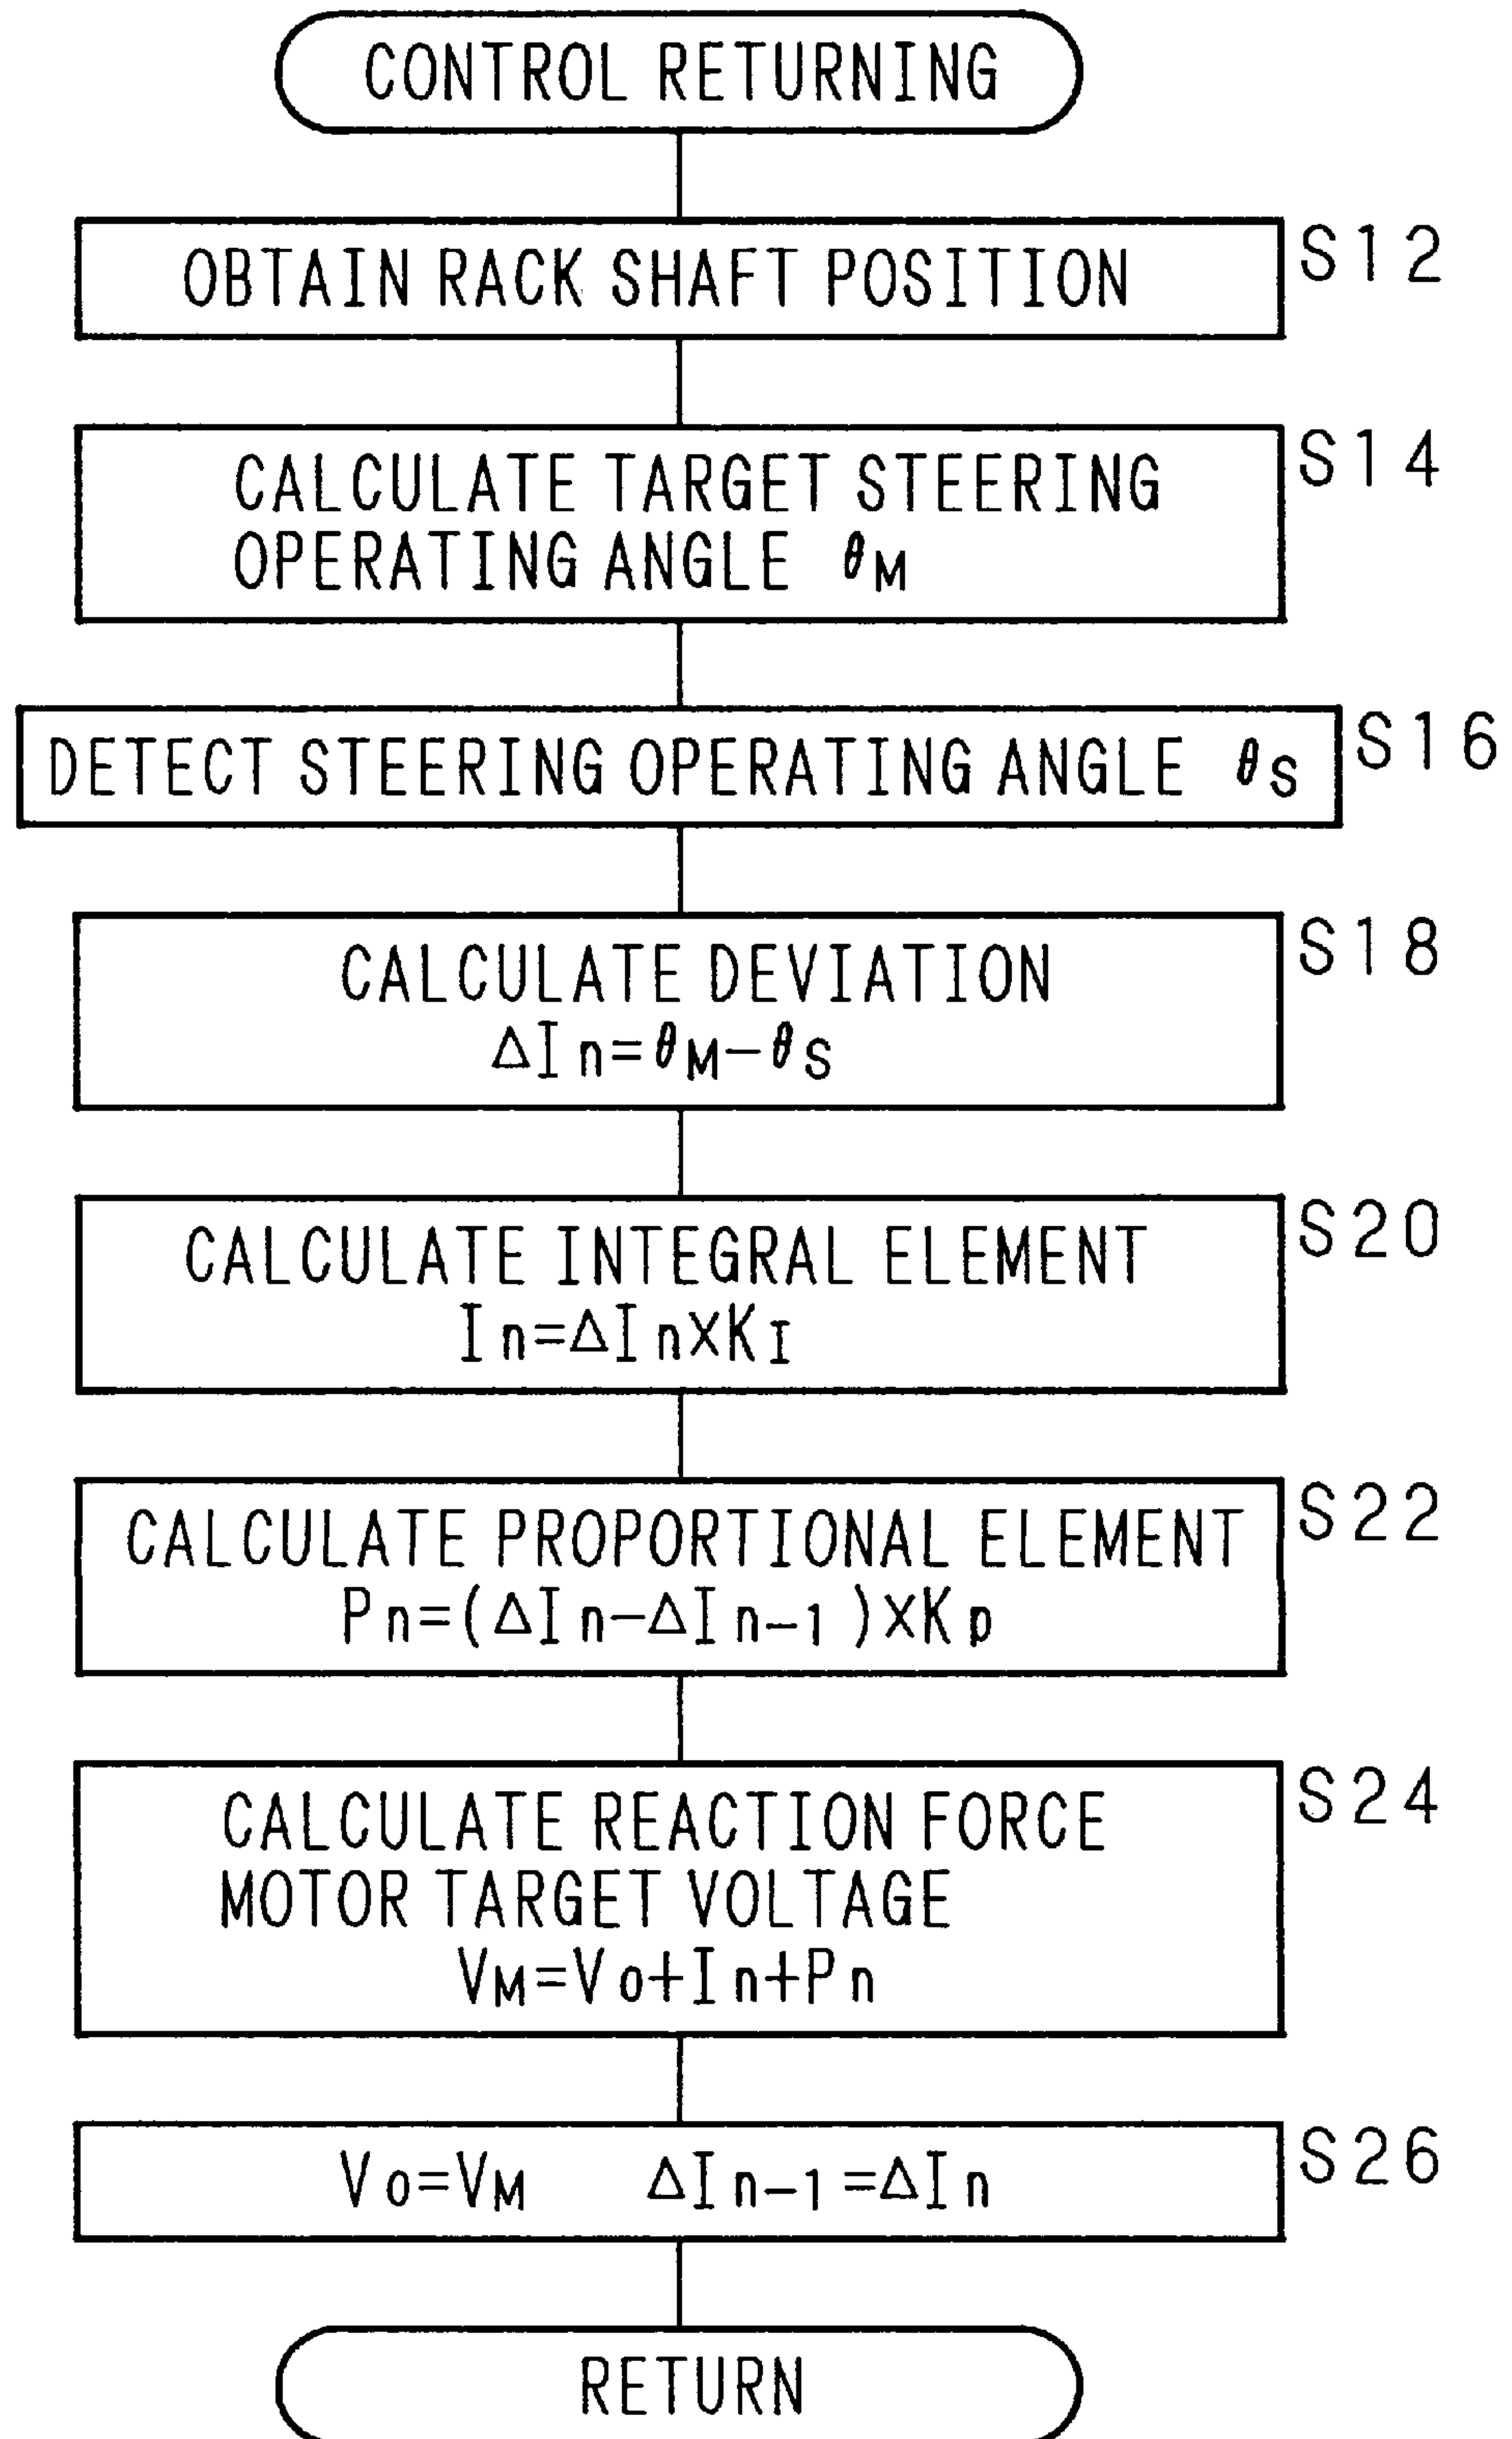 CONTROL RETURNING
OBTAIN RACK SHAFT POSITION
S12
CALCULATE TARGET STEERING
OPERATING ANGLE θM
S14
DETECT STEERING OPERATING ANGLE θS
S16
CALCULATE DEVIATION
ΔIn=θM−θS
S18
CALCULATE INTEGRAL ELEMENT
In=ΔIn×KI
S20
CALCULATE PROPORTIONAL ELEMENT
Pn=(ΔIn−ΔIn−1)×Kp
S22
CALCULATE REACTION FORCE
MOTOR TARGET VOLTAGE
VM=Vo+In+Pn
S24
Vo=VM ΔIn−1=ΔIn
S26
RETURN